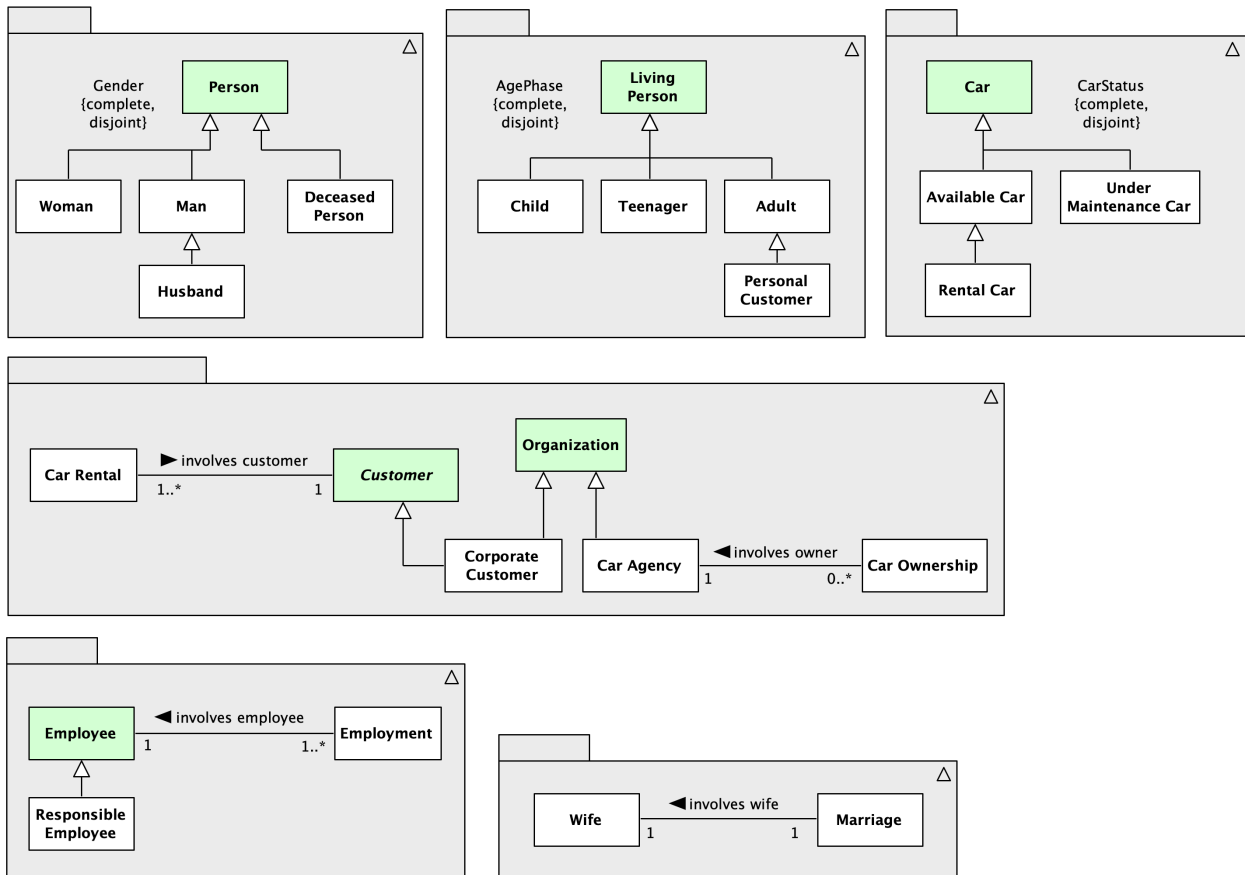 Gender
{complete,
disjoint}
Person
Woman
Man
Deceased
Person
Husband
AgePhase
{complete,
disjoint}
Living
Person
Child
Teenager
Adult
Personal
Customer
Car
CarStatus
{complete,
disjoint}
Available Car
Under
Maintenance Car
Rental Car
Car Rental
involves customer
1..*
1
Customer
Organization
Corporate
Customer
Car Agency
involves owner
1
0..*
Car Ownership
Employee
involves employee
1
1..*
Employment
Responsible
Employee
Wife
involves wife
1
1
Marriage